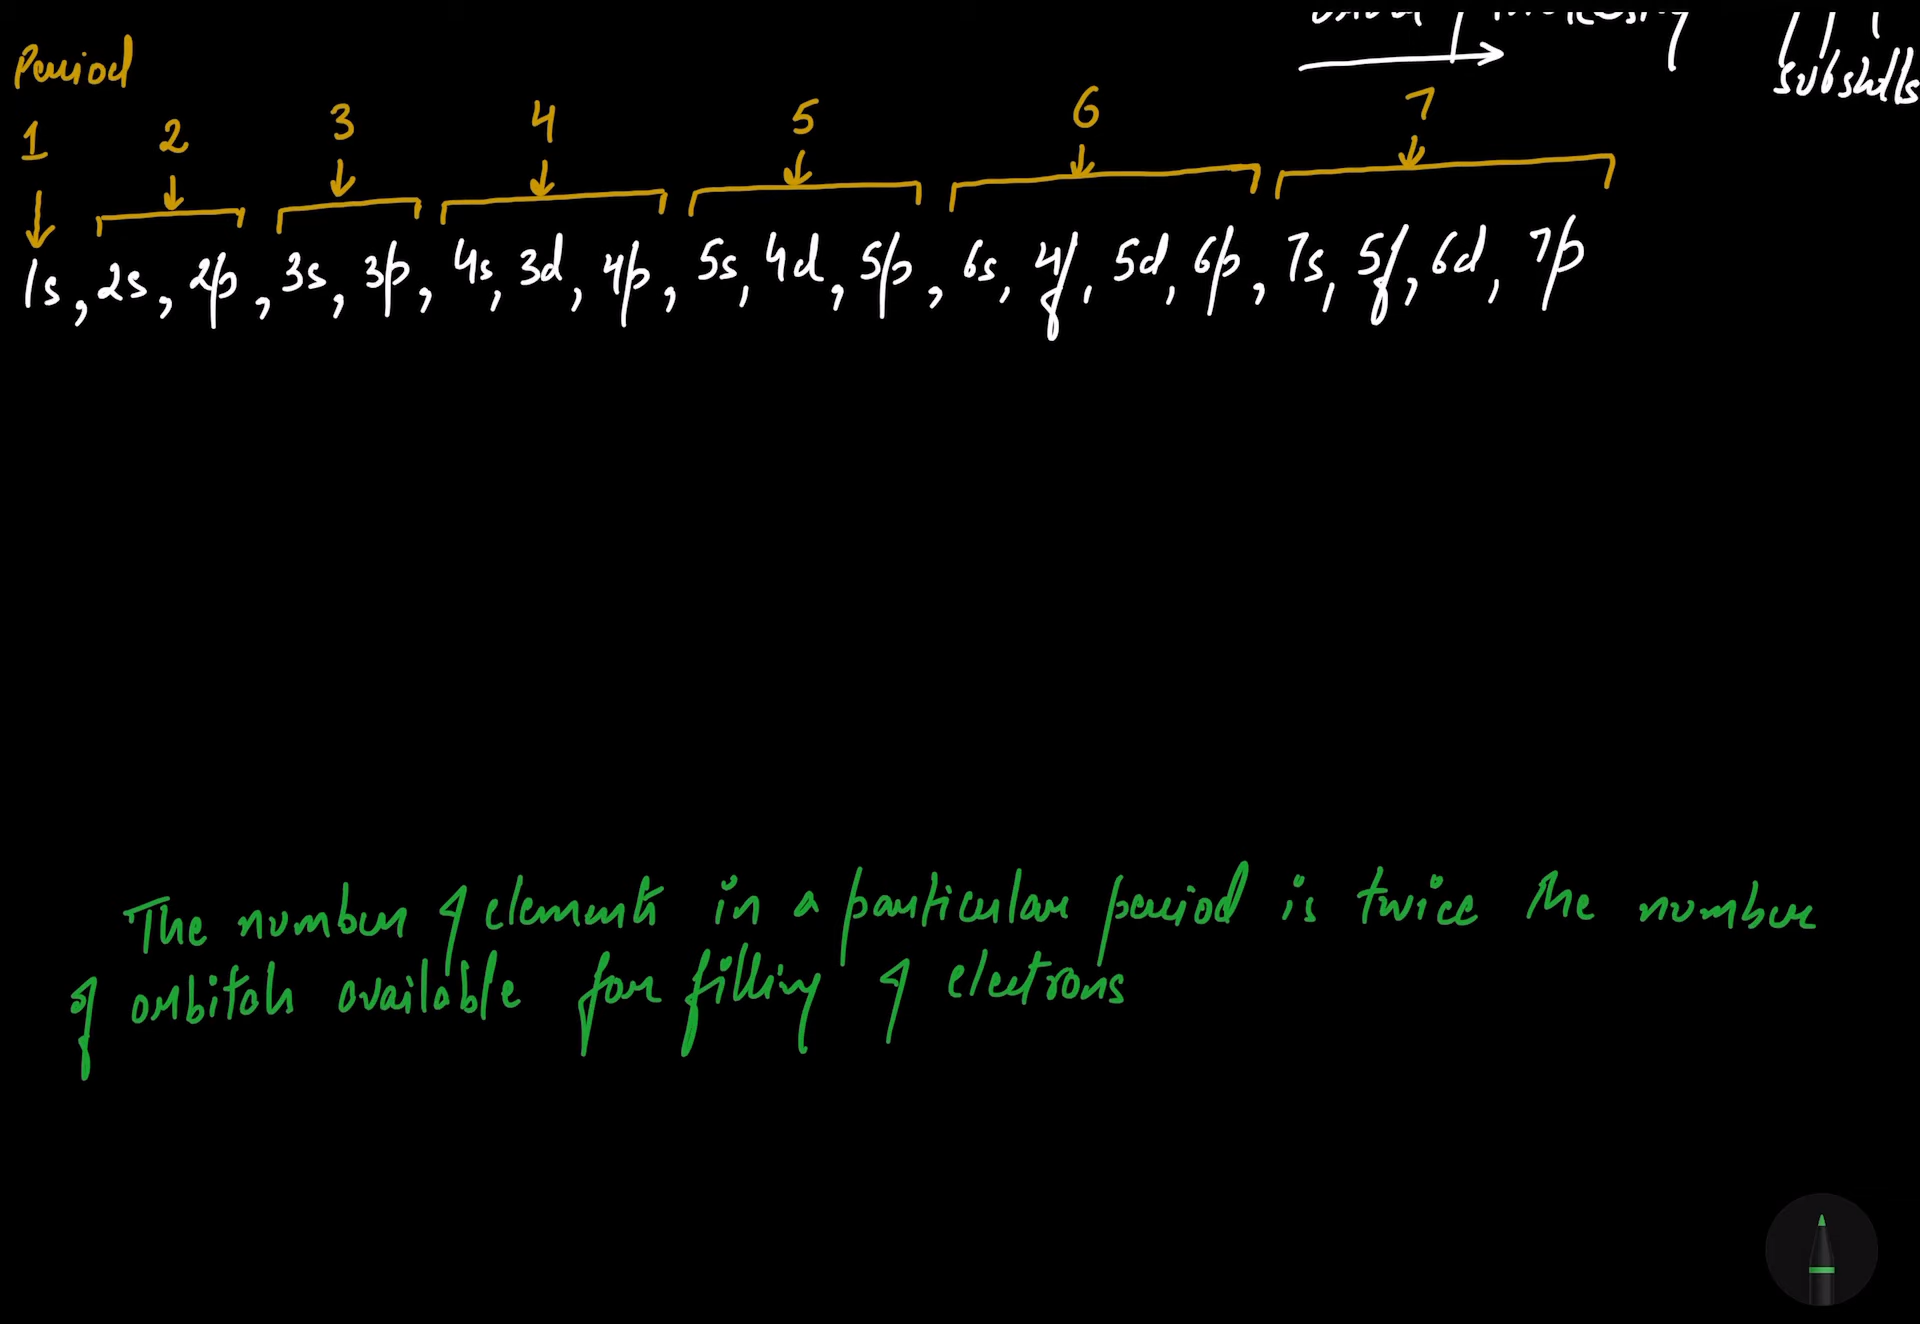 subshells
Period
1 2 3 4 5 6 7
1s, 2s, 2p, 3s, 3p, 4s, 3d, 4p, 5s, 4d, 5p, 6s, 4f, 5d, 6p, 7s, 5f, 6d, 7p
The number of elements in a particular period is twice the number
of orbitals available for filling of electrons